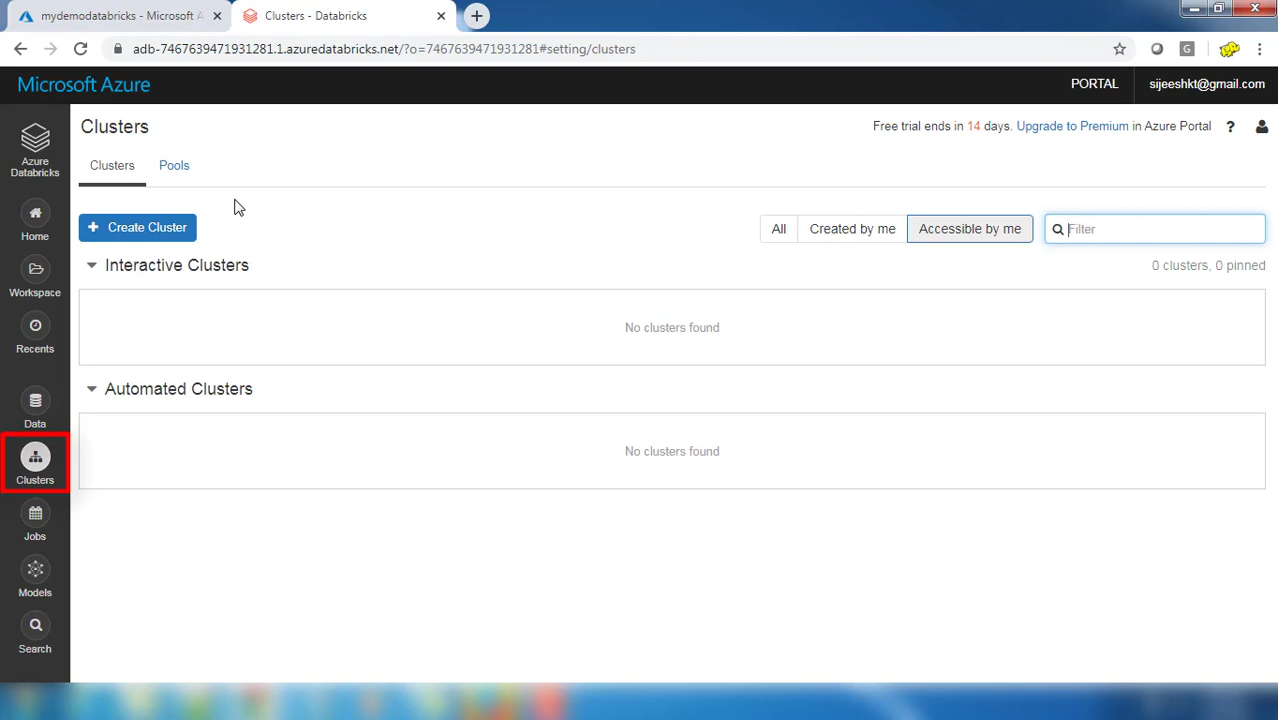 mydemodatabricks - Microsoft A
Clusters - Databricks
adb-7467639471931281.1.azuredatabricks.net/?o=7467639471931281#setting/clusters
G
Microsoft Azure
PORTAL
sijeeshkt@gmail.com
Azure
Databricks
Home
Workspace
Recents
Data
Clusters
Jobs
Models
Search
Clusters
Free trial ends in 14 days. Upgrade to Premium in Azure Portal
?
Clusters
Pools
+ Create Cluster
All
Created by me
Accessible by me
Filter
Interactive Clusters
0 clusters, 0 pinned
No clusters found
Automated Clusters
No clusters found